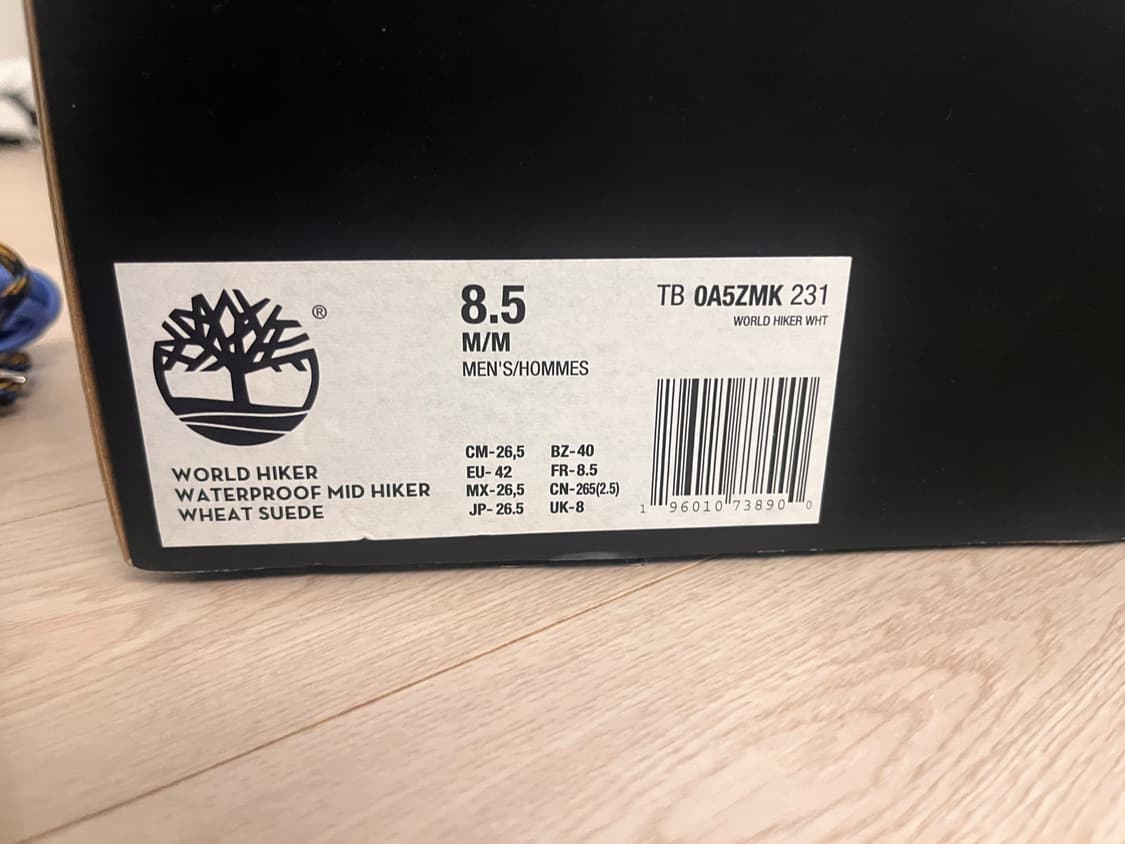 ®
8.5
M/M
MEN'S/HOMMES
TB 0A5ZMK 231
WORLD HIKER WHT
WORLD HIKER
WATERPROOF MID HIKER
WHEAT SUEDE
CM-26,5 BZ-40
EU-42 FR-8.5
MX-26,5 CN-265(2.5)
JP-26.5 UK-8
1 96010 73890 0